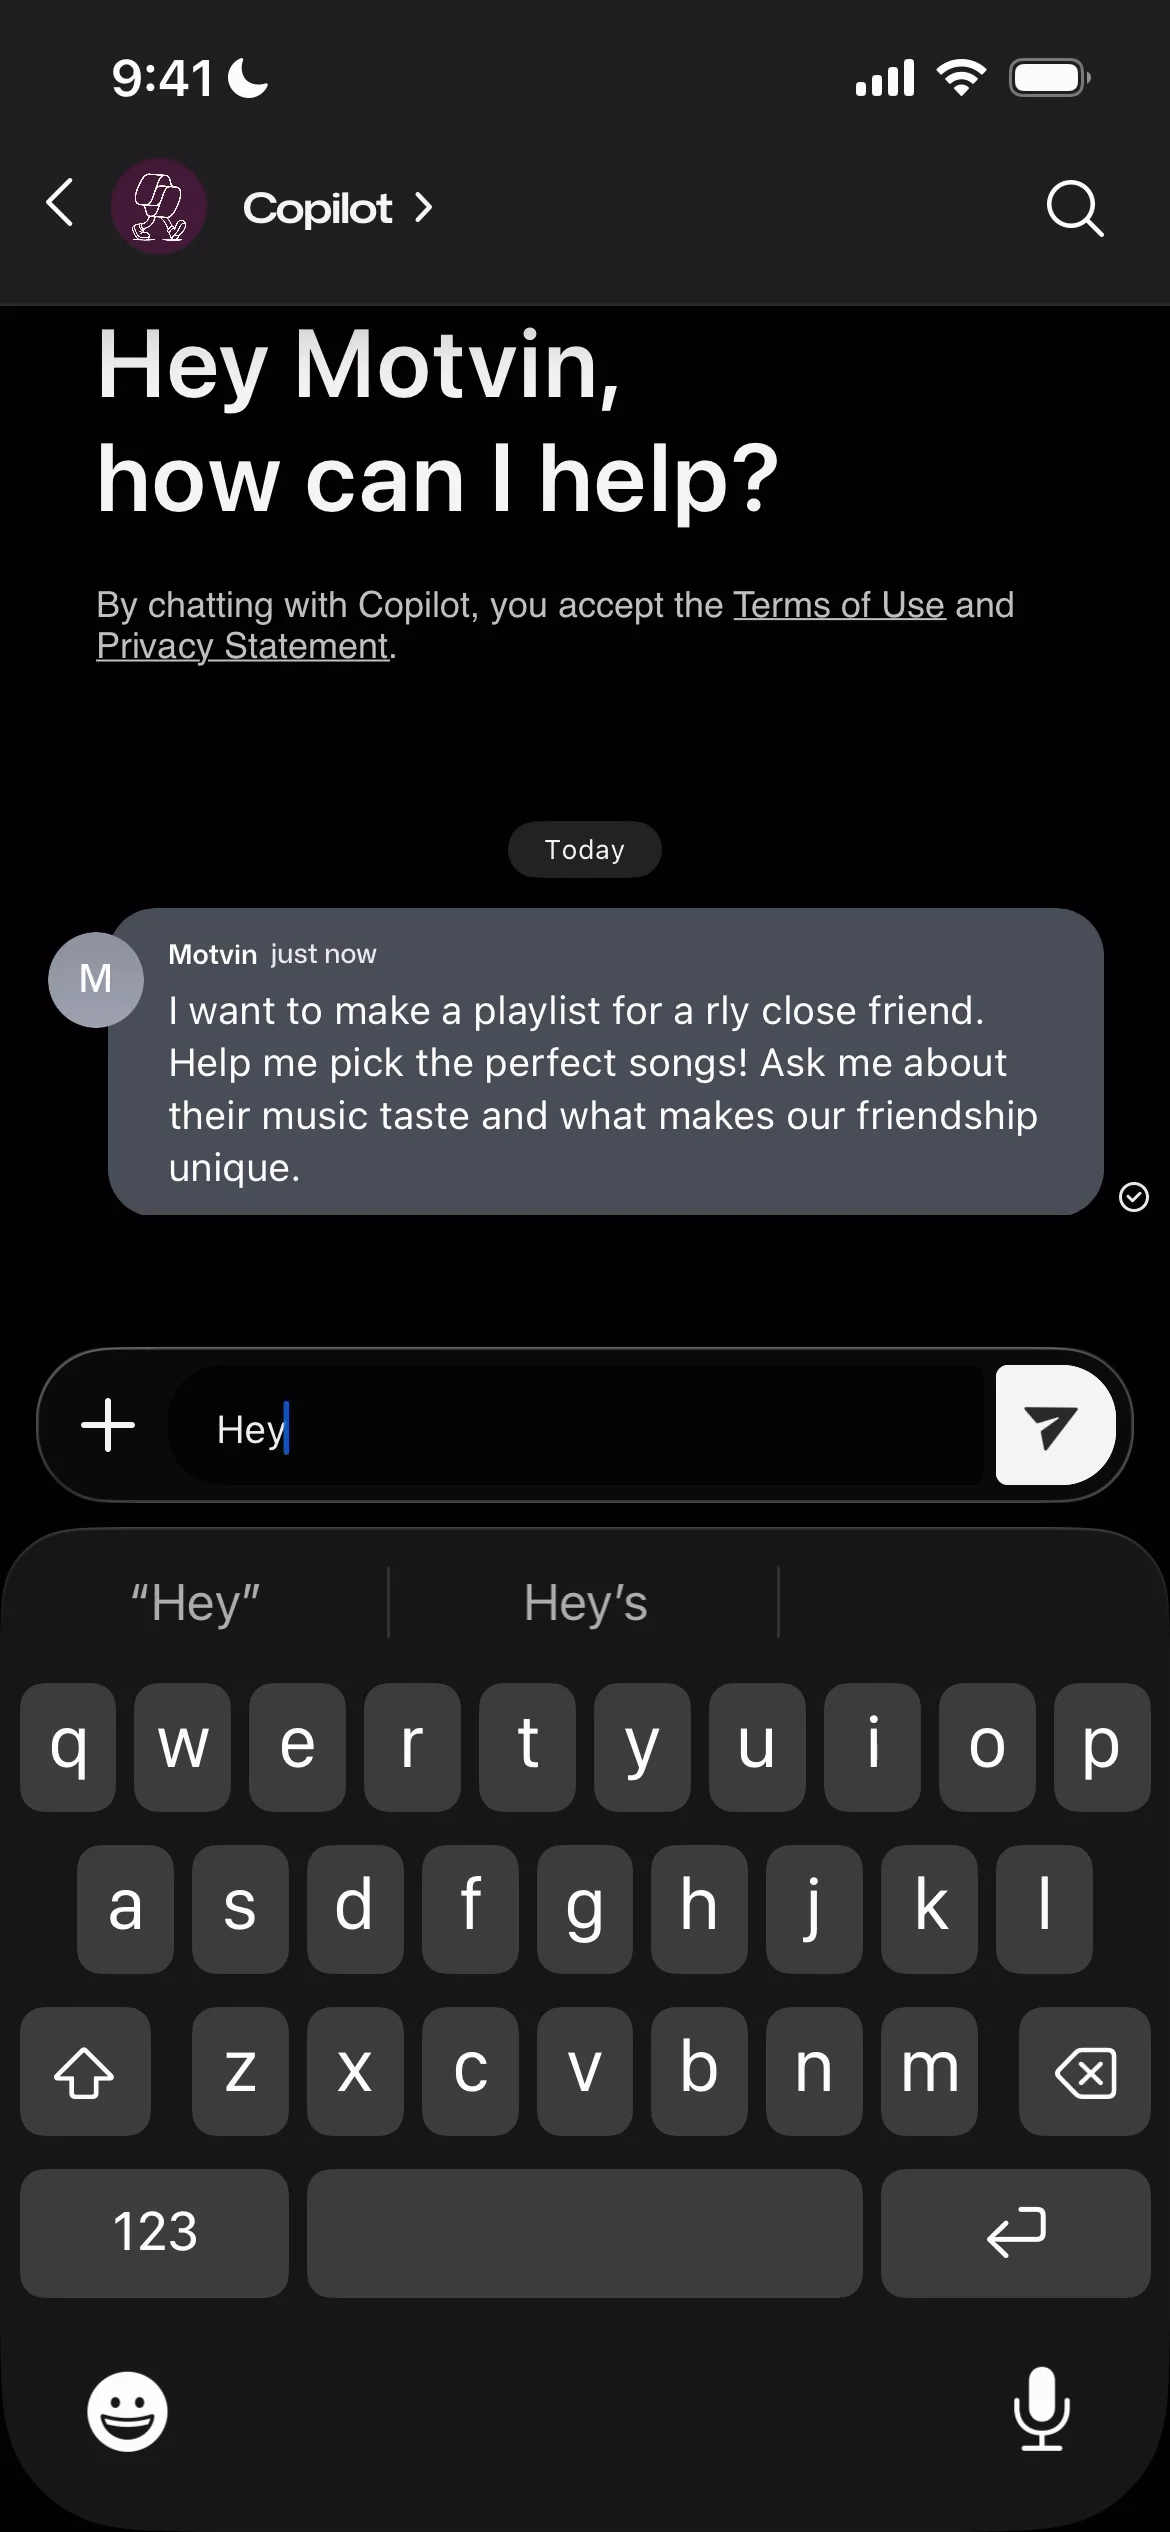 9:41
Copilot
Hey Motvin,
how can I help?
By chatting with Copilot, you accept the Terms of Use and
Privacy Statement.
Today
M
Motvin just now
I want to make a playlist for a rly close friend.
Help me pick the perfect songs! Ask me about
their music taste and what makes our friendship
unique.
Hey
“Hey” Hey’s
q w e r t y u i o p
a s d f g h j k l
z x c v b n m
123